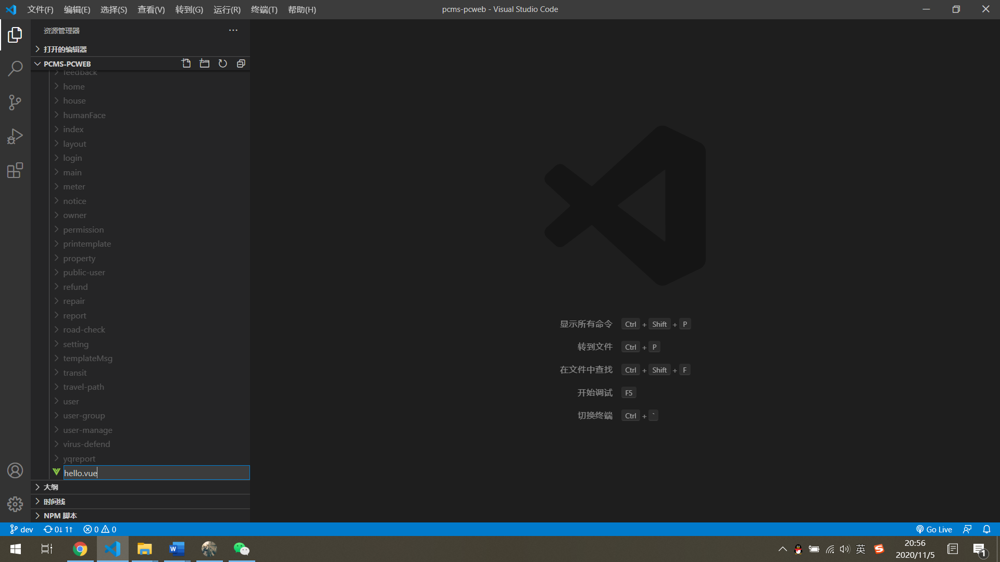 文件(F) 编辑(E) 选择(S) 查看(V) 转到(G) 运行(R) 终端(T) 帮助(H)
pcms-pcweb - Visual Studio Code
资源管理器
打开的编辑器
PCMS-PCWEB
feedback
home
house
humanFace
index
layout
login
main
meter
notice
owner
permission
printemplate
property
public-user
refund
repair
report
road-check
setting
templateMsg
transit
travel-path
user
user-group
user-manage
virus-defend
yqreport
hello.vue
大纲
时间线
NPM 脚本
显示所有命令 Ctrl + Shift + P
转到文件 Ctrl + P
在文件中查找 Ctrl + Shift + F
开始调试 F5
切换终端 Ctrl + `
dev 0↓ 1↑ 0 0
Go Live
英
20:56
2020/11/5
1